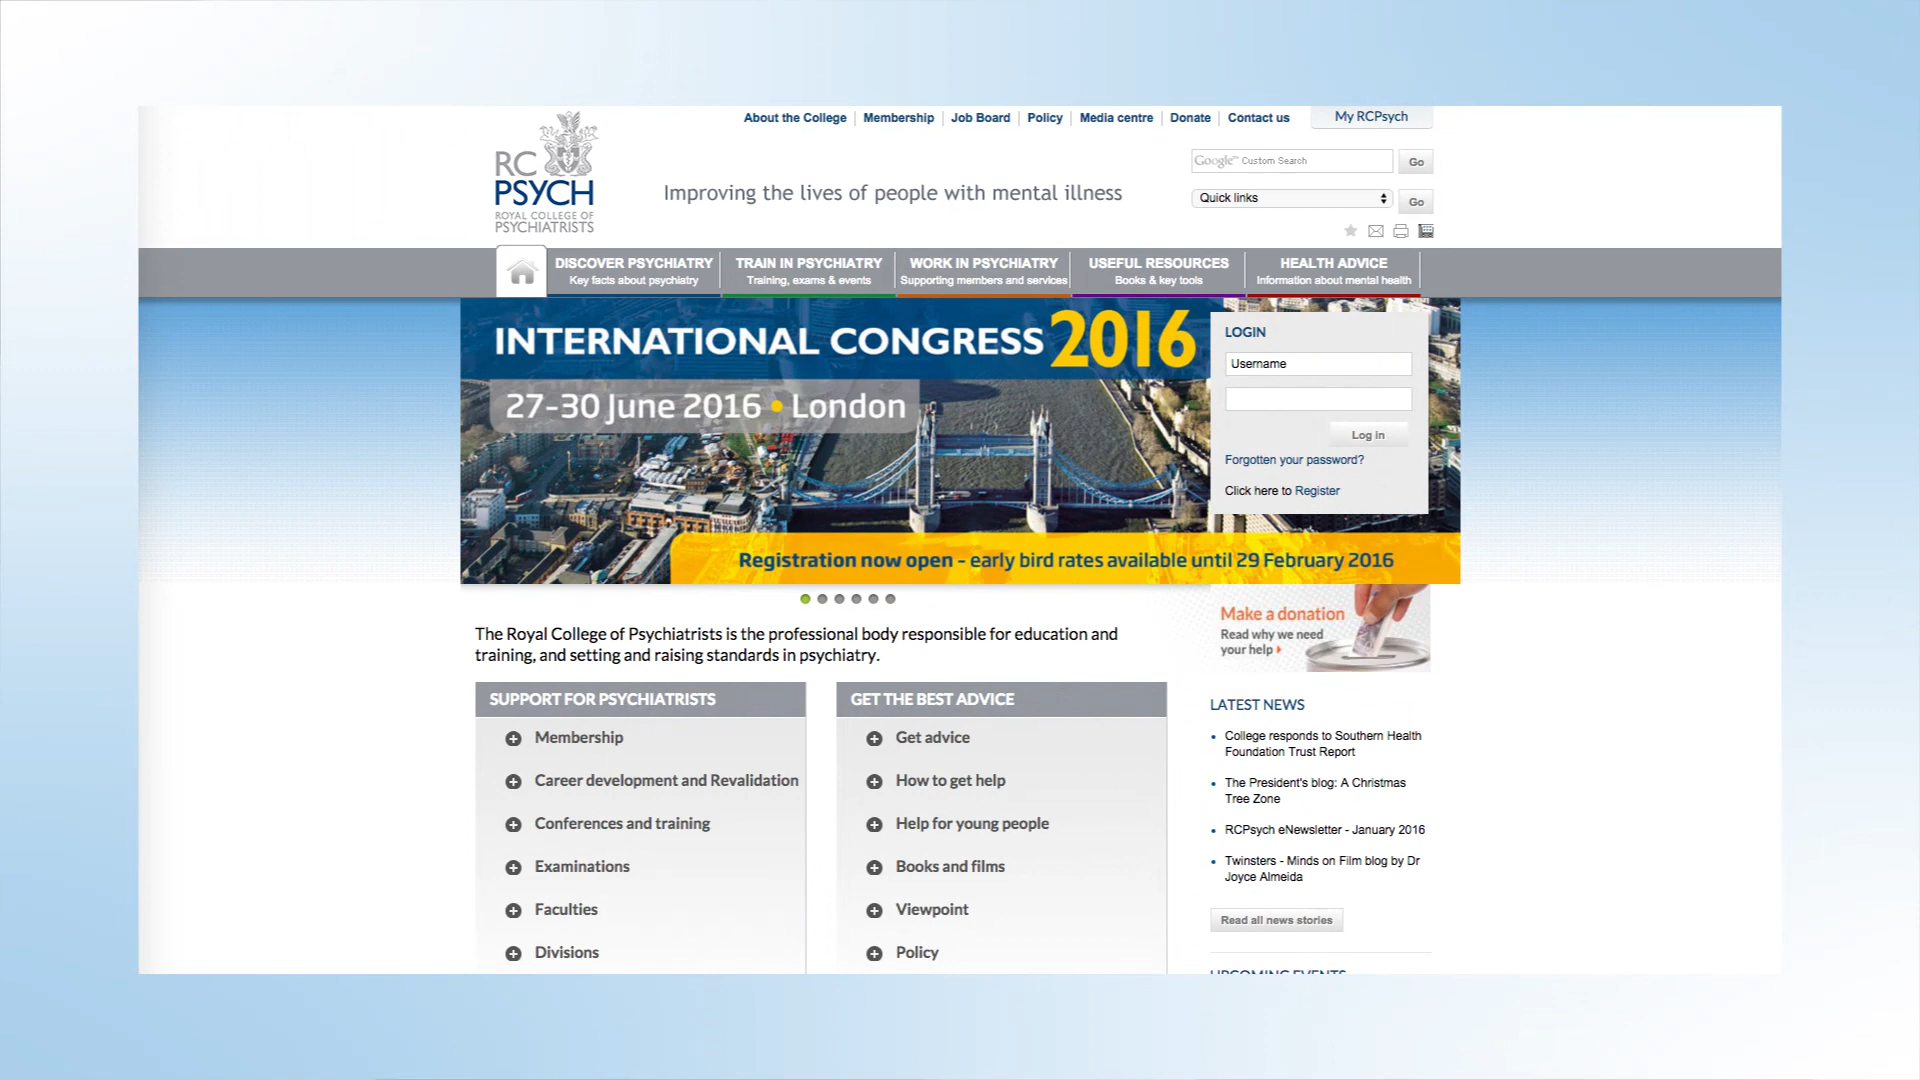 About the College
Membership
Job Board
Policy
Media centre
Donate
Contact us
My RCPsych
RC
PSYCH
ROYAL COLLEGE OF
PSYCHIATRISTS
Improving the lives of people with mental illness
Google™ Custom Search
Go
Quick links
Go
DISCOVER PSYCHIATRY
Key facts about psychiatry
TRAIN IN PSYCHIATRY
Training, exams & events
WORK IN PSYCHIATRY
Supporting members and services
USEFUL RESOURCES
Books & key tools
HEALTH ADVICE
Information about mental health
INTERNATIONAL CONGRESS 2016
27-30 June 2016 • London
Registration now open - early bird rates available until 29 February 2016
LOGIN
Username
Log in
Forgotten your password?
Click here to Register
The Royal College of Psychiatrists is the professional body responsible for education and
training, and setting and raising standards in psychiatry.
SUPPORT FOR PSYCHIATRISTS
Membership
Career development and Revalidation
Conferences and training
Examinations
Faculties
Divisions
GET THE BEST ADVICE
Get advice
How to get help
Help for young people
Books and films
Viewpoint
Policy
Make a donation
Read why we need
your help
LATEST NEWS
College responds to Southern Health
Foundation Trust Report
The President's blog: A Christmas
Tree Zone
RCPsych eNewsletter - January 2016
Twinsters - Minds on Film blog by Dr
Joyce Almeida
Read all news stories
UPCOMING EVENTS